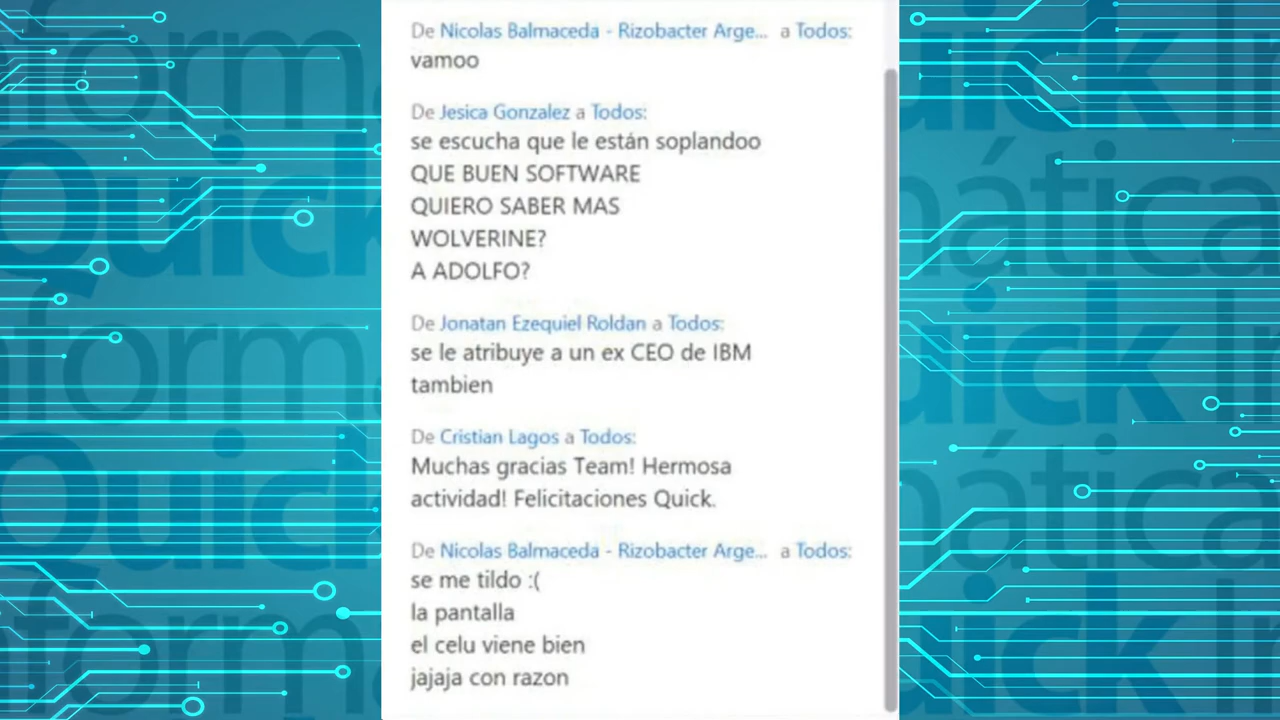 De Nicolas Balmaceda - Rizobacter Arge... a Todos:
vamoo
De Jesica Gonzalez a Todos:
se escucha que le están soplandoo
QUE BUEN SOFTWARE
QUIERO SABER MAS
WOLVERINE?
A ADOLFO?
De Jonatan Ezequiel Roldan a Todos:
se le atribuye a un ex CEO de IBM
tambien
De Cristian Lagos a Todos:
Muchas gracias Team! Hermosa
actividad! Felicitaciones Quick.
De Nicolas Balmaceda - Rizobacter Arge... a Todos:
se me tildo :(
la pantalla
el celu viene bien
jajaja con razon